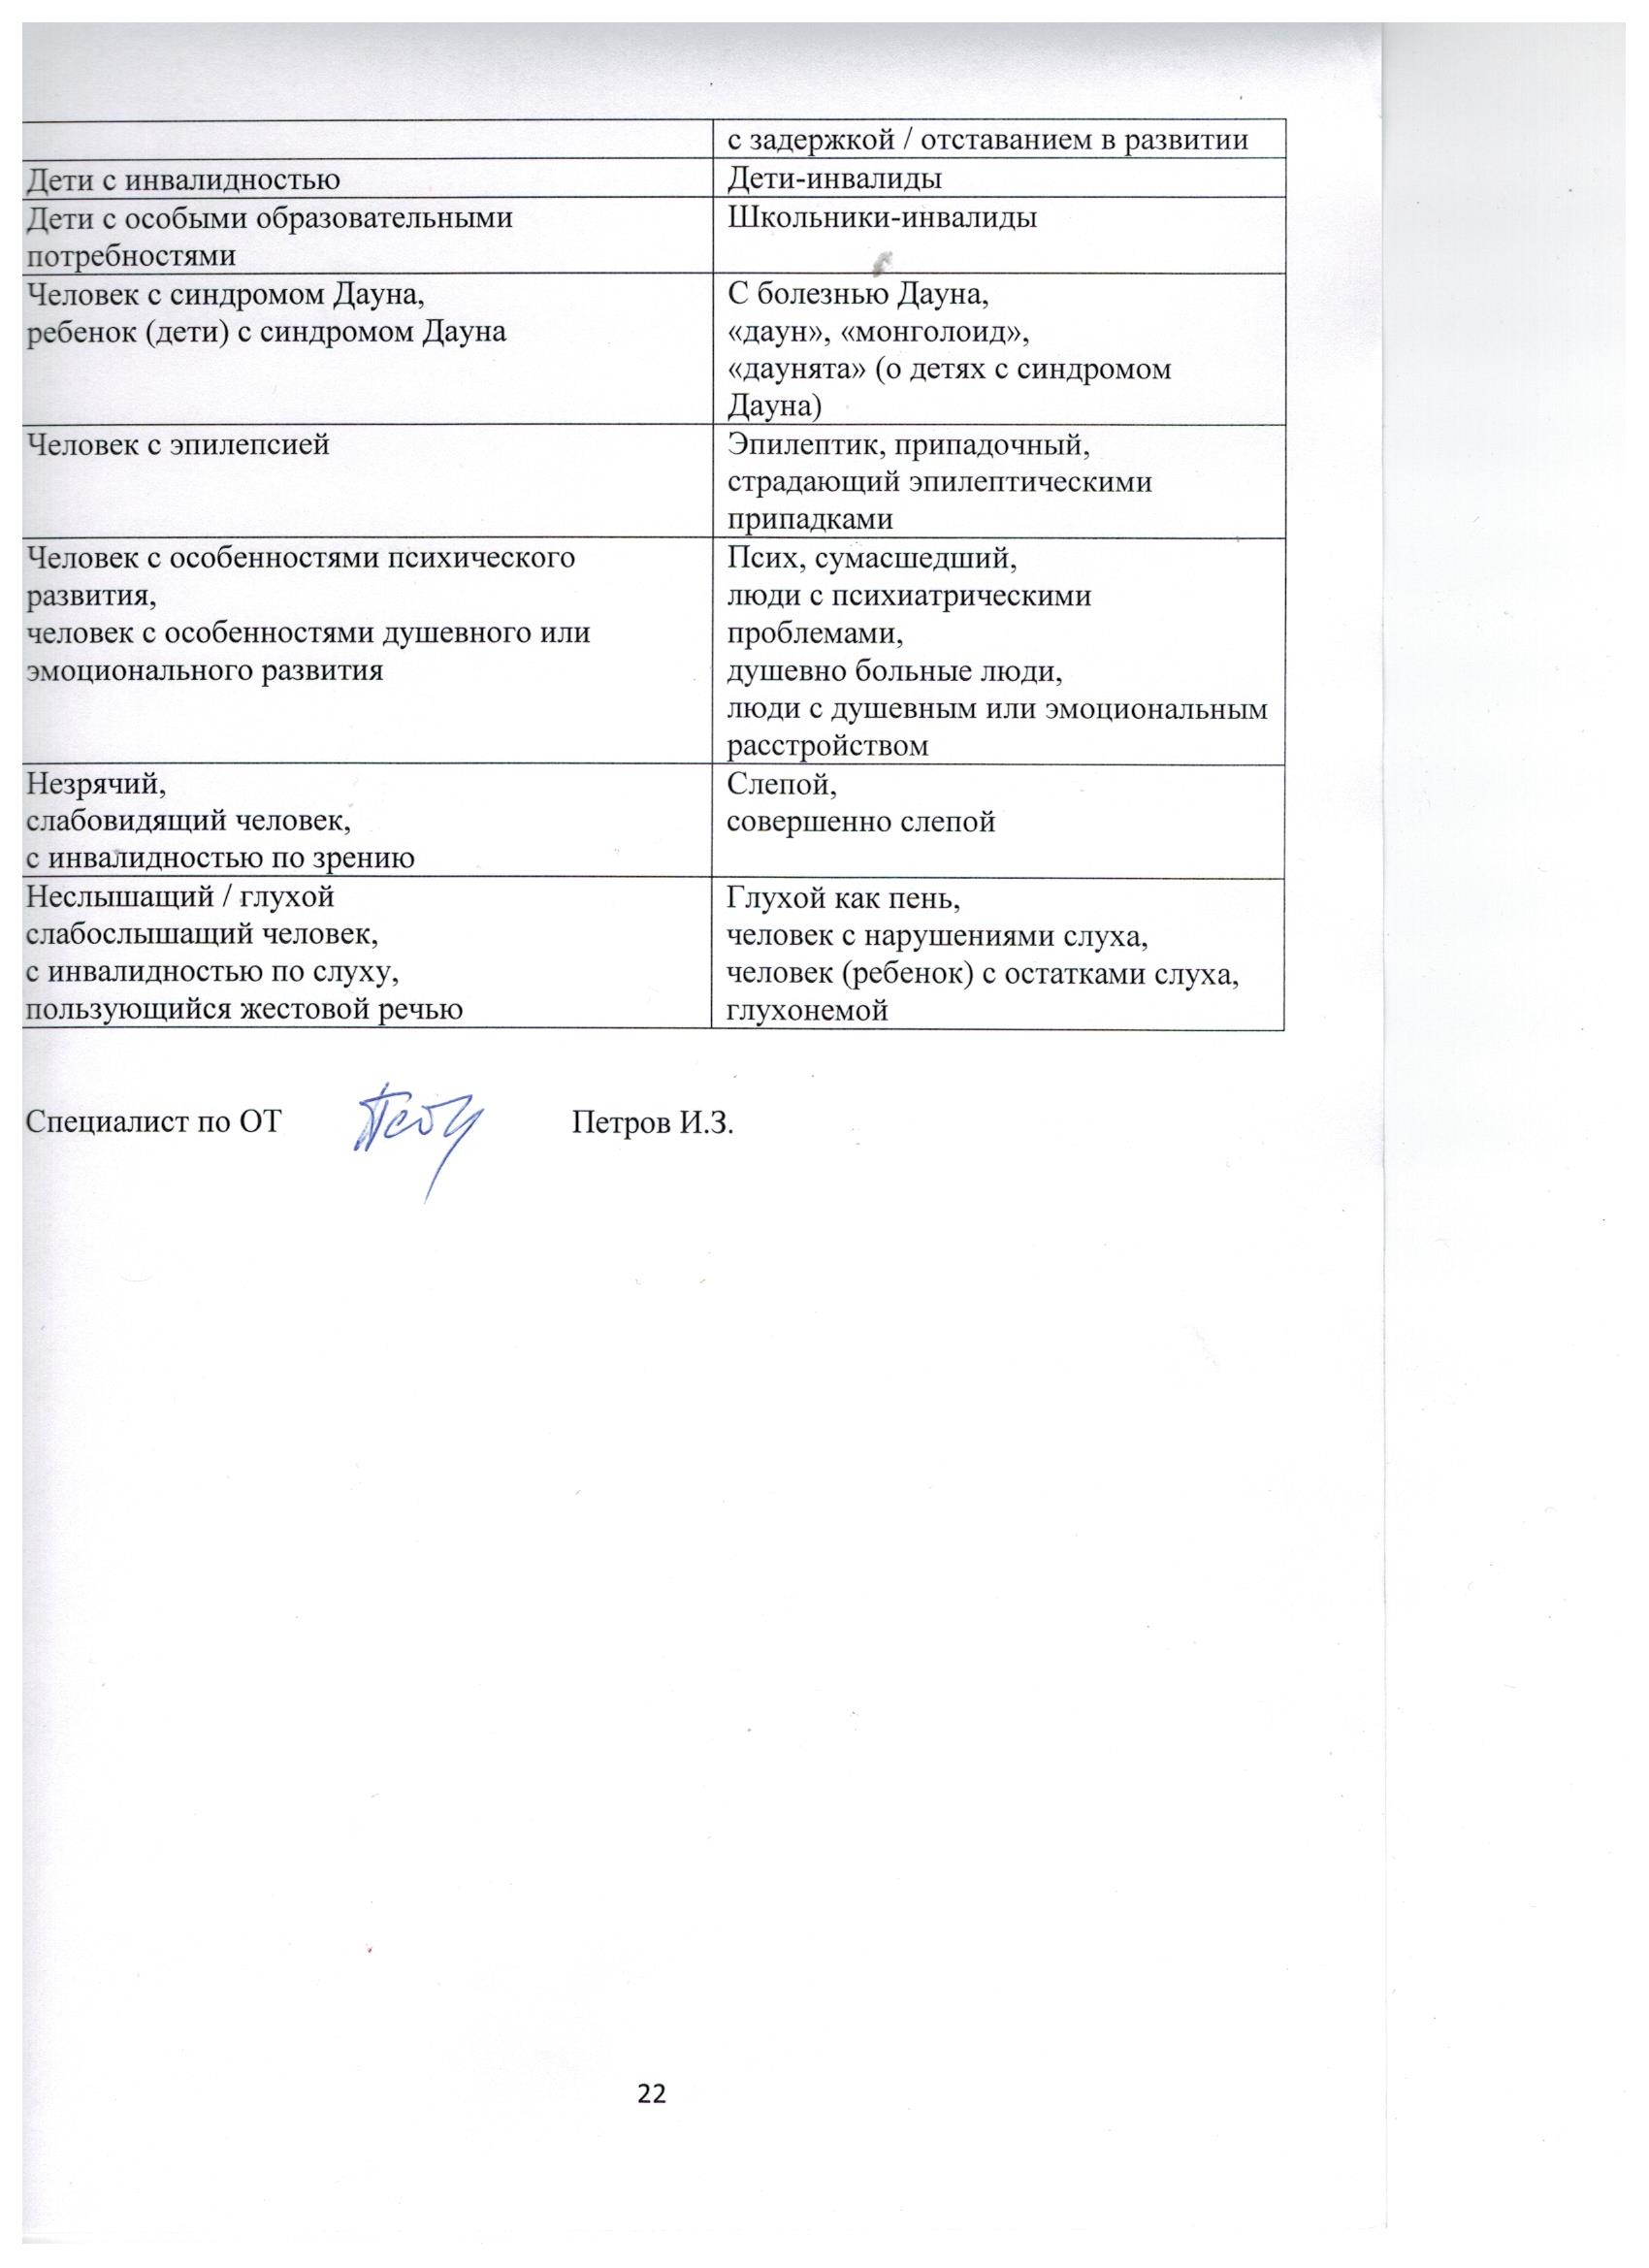 с задержкой / отставанием в развитии
Дети с инвалидностью
Дети-инвалиды
Дети с особыми образовательными
потребностями
Школьники-инвалиды
Человек с синдромом Дауна,
ребенок (дети) с синдромом Дауна
С болезнью Дауна,
«даун», «монголоид»,
«даунята» (о детях с синдромом
Дауна)
Человек с эпилепсией
Эпилептик, припадочный,
страдающий эпилептическими
припадками
Человек с особенностями психического
развития,
человек с особенностями душевного или
эмоционального развития
Псих, сумасшедший,
люди с психиатрическими
проблемами,
душевно больные люди,
люди с душевным или эмоциональным
расстройством
Незрячий,
слабовидящий человек,
с инвалидностью по зрению
Слепой,
совершенно слепой
Неслышащий / глухой
слабослышащий человек,
с инвалидностью по слуху,
пользующийся жестовой речью
Глухой как пень,
человек с нарушениями слуха,
человек (ребенок) с остатками слуха,
глухонемой
Специалист по ОТ
Петров И.З.
22